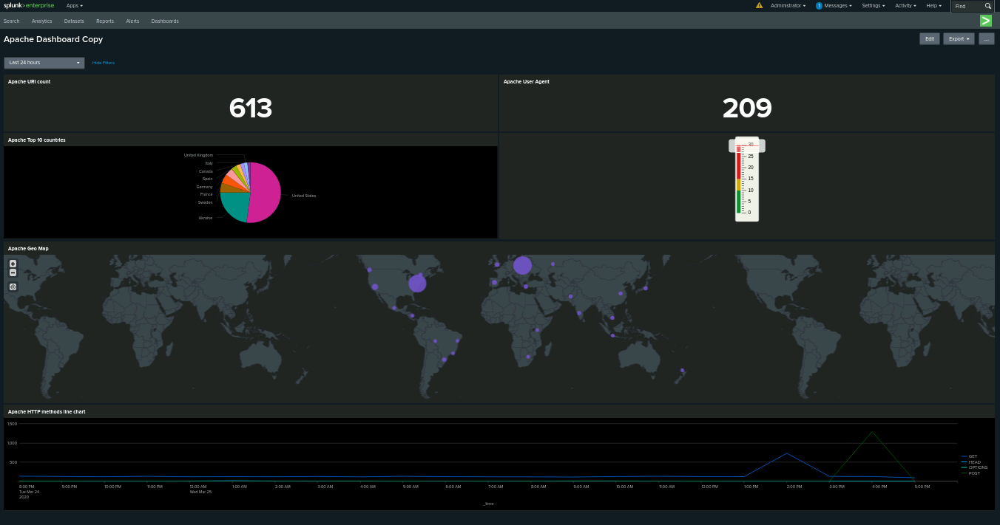 splunk>enterprise Apps Administrator 1 Messages Settings Activity Help Find
Search Analytics Datasets Reports Alerts Dashboards
Apache Dashboard Copy
Edit Export ...
Last 24 hours Hide Filters
Apache URI count
613
Apache User Agent
209
Apache Top 10 countries
United Kingdom
Italy
Canada
Spain
Germany
France
Sweden
Ukraine
United States
30
25
20
15
10
5
0
Apache Geo Map
Apache HTTP methods line chart
1,500
1,000
500
GET
HEAD
OPTIONS
POST
8:00 PM 9:00 PM 10:00 PM 11:00 PM 12:00 AM 1:00 AM 2:00 AM 3:00 AM 4:00 AM 5:00 AM 6:00 AM 7:00 AM 8:00 AM 9:00 AM 10:00 AM 11:00 AM 12:00 PM 1:00 PM 2:00 PM 3:00 PM 4:00 PM 5:00 PM
Tue Mar 24 Wed Mar 25
2020
_time